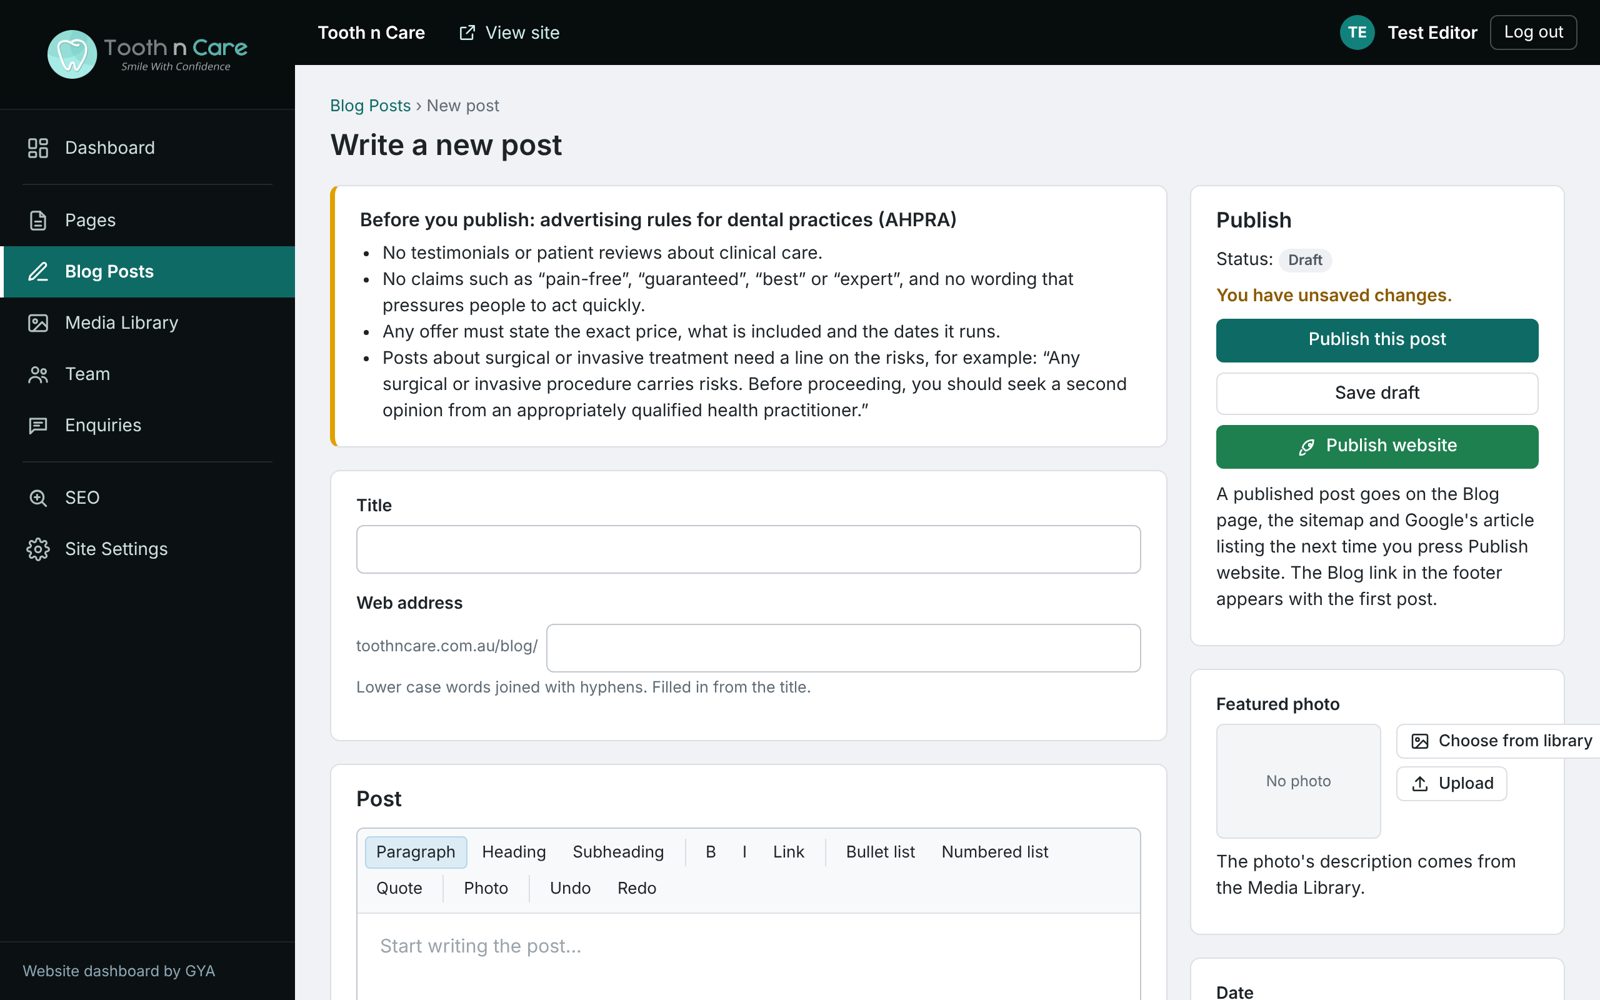 Tooth n Care
Smile With Confidence
Dashboard
Pages
Blog Posts
Media Library
Team
Enquiries
SEO
Site Settings
Website dashboard by GYA
Tooth n Care
View site
TE
Test Editor
Log out
Blog Posts › New post
Write a new post
Before you publish: advertising rules for dental practices (AHPRA)
• No testimonials or patient reviews about clinical care.
• No claims such as “pain-free”, “guaranteed”, “best” or “expert”, and no wording that
pressures people to act quickly.
• Any offer must state the exact price, what is included and the dates it runs.
• Posts about surgical or invasive treatment need a line on the risks, for example: “Any
surgical or invasive procedure carries risks. Before proceeding, you should seek a second
opinion from an appropriately qualified health practitioner.”
Title
Web address
toothncare.com.au/blog/
Lower case words joined with hyphens. Filled in from the title.
Post
Paragraph Heading Subheading B I Link Bullet list Numbered list
Quote Photo Undo Redo
Start writing the post...
Publish
Status: Draft
You have unsaved changes.
Publish this post
Save draft
Publish website
A published post goes on the Blog
page, the sitemap and Google's article
listing the next time you press Publish
website. The Blog link in the footer
appears with the first post.
Featured photo
No photo
Choose from library
Upload
The photo's description comes from
the Media Library.
Date